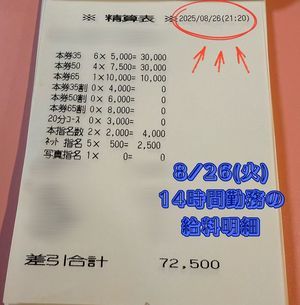 ※ 精算表 ※
2025/08/26(21:20)
本券35 6× 5,000= 30,000
本券50 4× 7,500= 30,000
本券65 1×10,000= 10,000
本券35割 0× 4,000= 0
本券50割 0× 6,000= 0
本券65割 0× 8,000= 0
20分コース 0× 3,000= 0
本指名数 2× 2,000= 4,000
ネット 指名 5× 500= 2,500
写真指名 1× 0= 0
8/26(火)
14時間勤務の
給料明細
差引合計 72,500